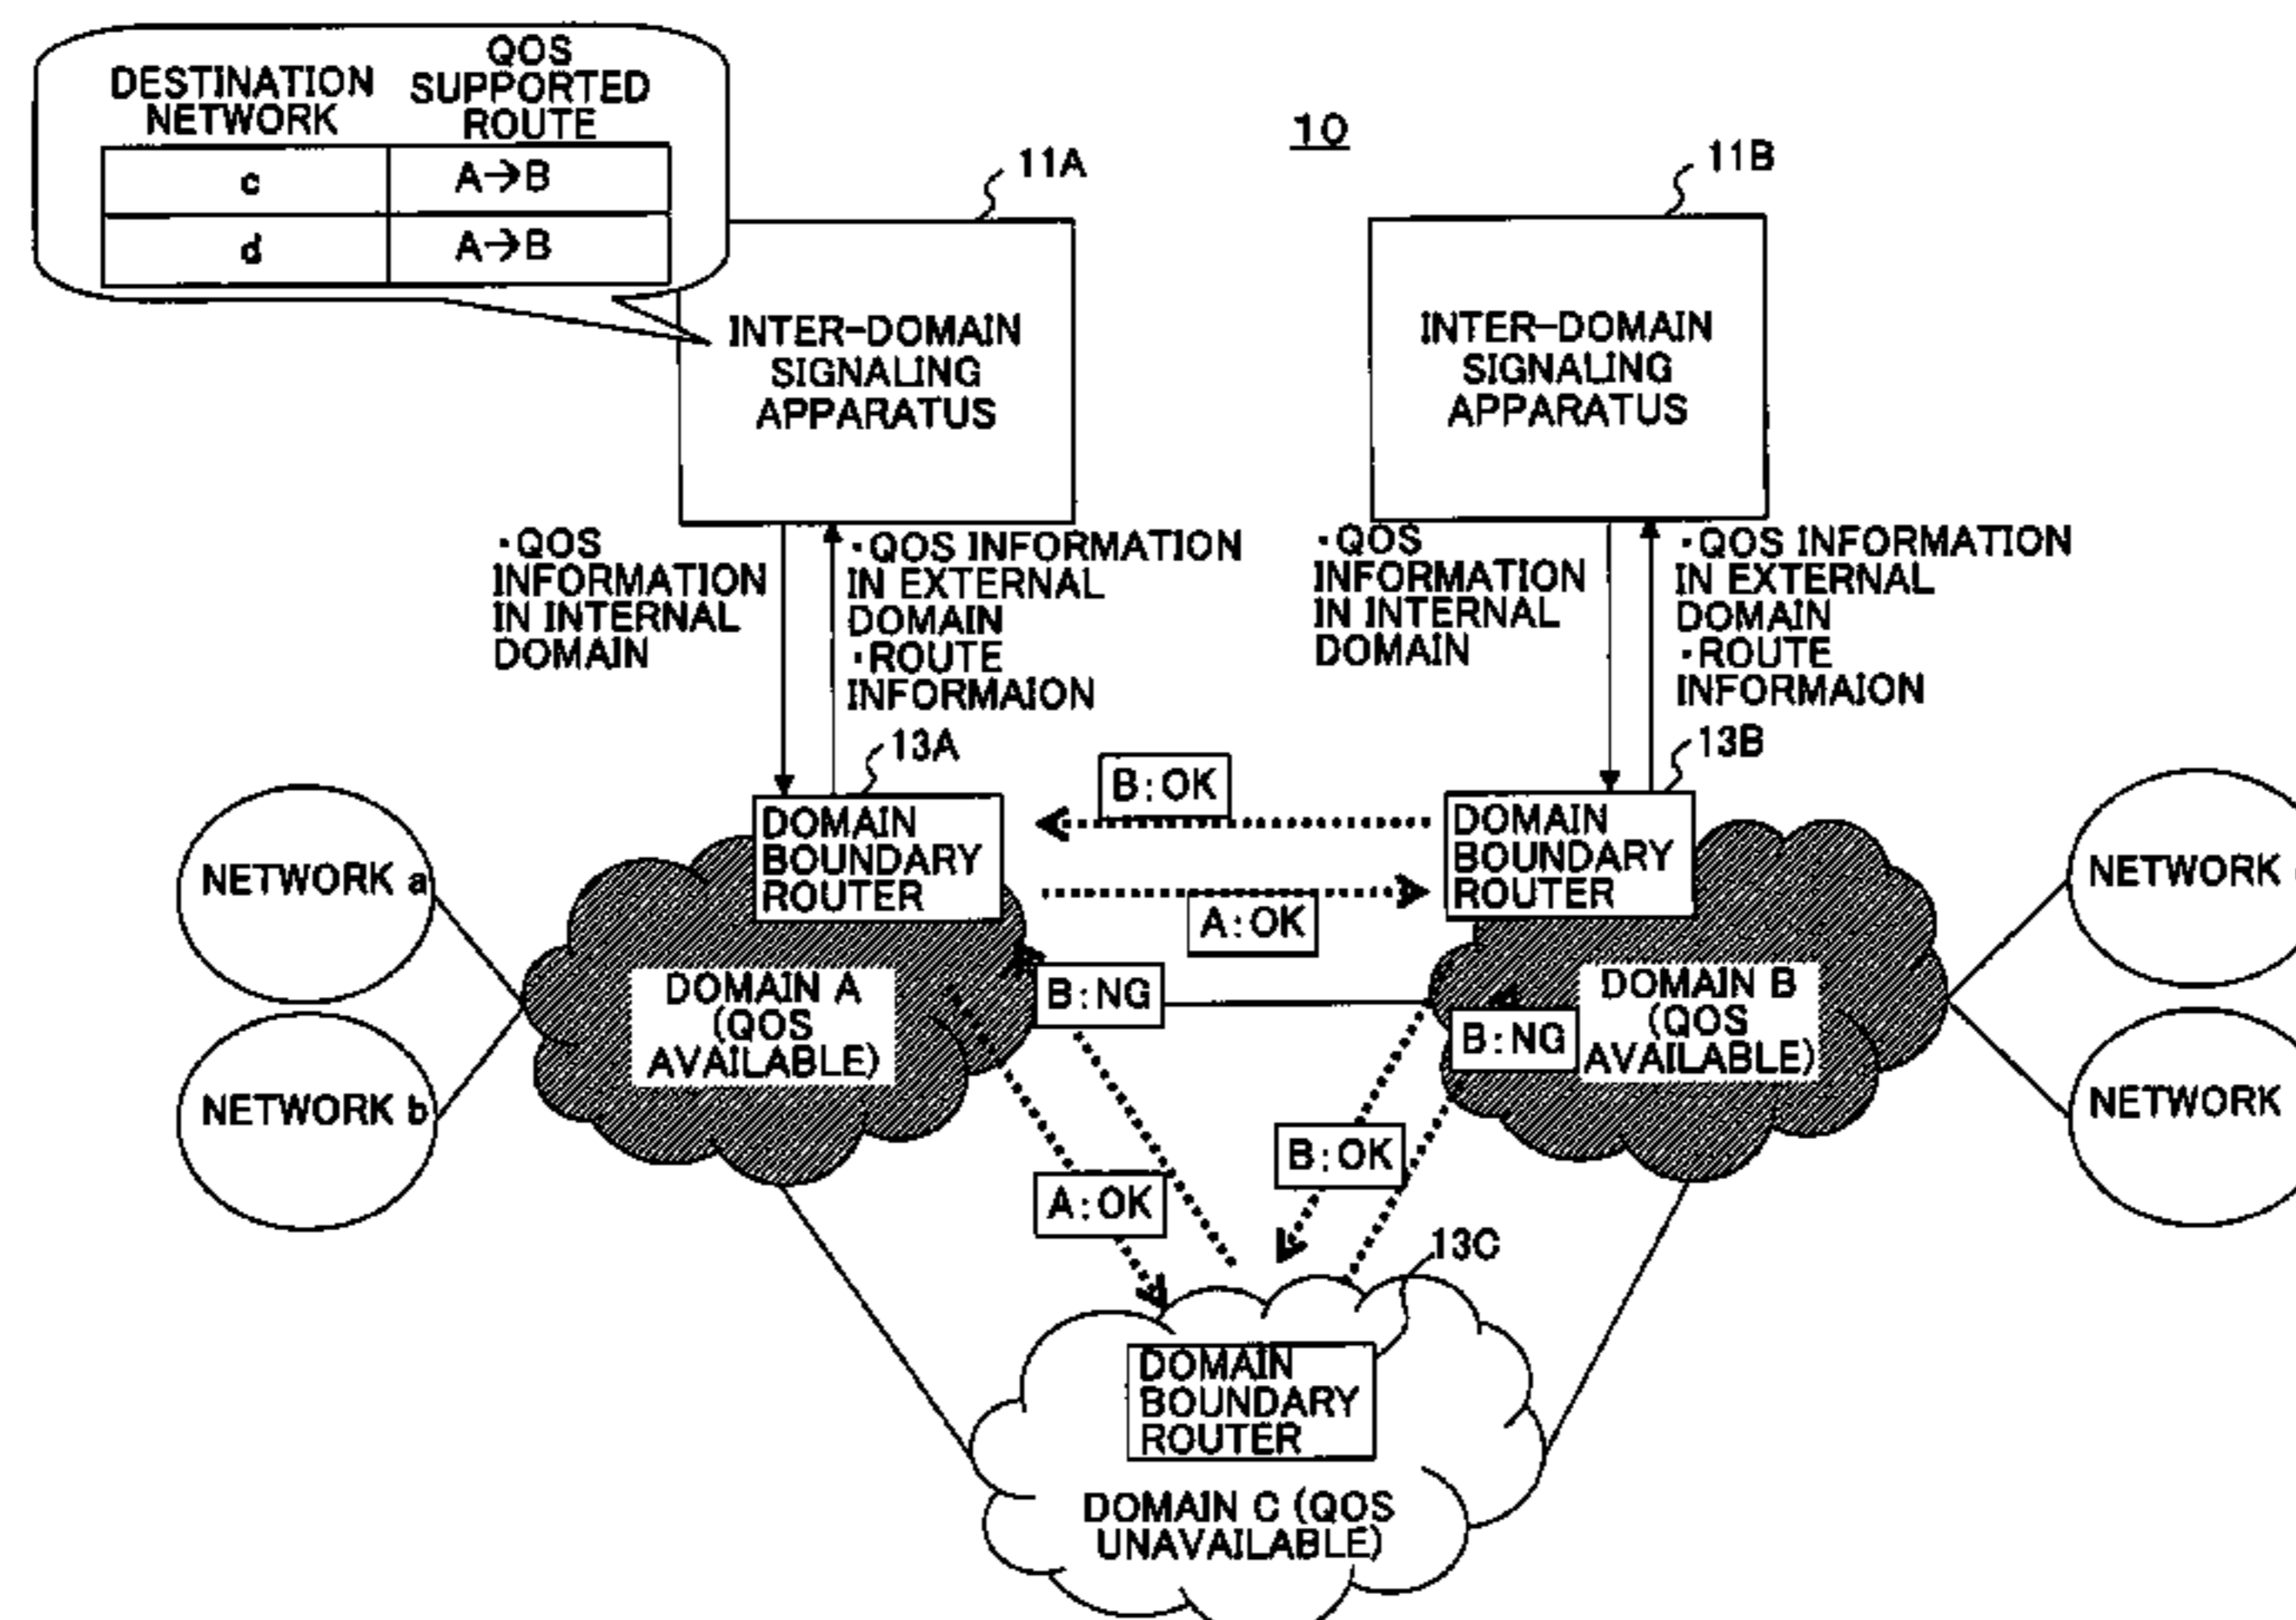 DESTINATION NETWORK
QOS SUPPORTED ROUTE
c A→B
d A→B
10
11A
11B
INTER-DOMAIN
SIGNALING
APPARATUS
INTER-DOMAIN
SIGNALING
APPARATUS
・QOS
INFORMATION
IN INTERNAL
DOMAIN
・QOS INFORMATION
IN EXTERNAL
DOMAIN
・ROUTE
INFORMAION
・QOS
INFORMATION
IN INTERNAL
DOMAIN
・QOS INFORMATION
IN EXTERNAL
DOMAIN
・ROUTE
INFORMAION
13A
13B
B:OK
DOMAIN
BOUNDARY
ROUTER
DOMAIN
BOUNDARY
ROUTER
A:OK
NETWORK a
NETWORK b
DOMAIN A
(QOS
AVAILABLE)
B:NG
B:NG
DOMAIN B
(QOS
AVAILABLE)
NETWORK
NETWORK
A:OK
B:OK
13C
DOMAIN
BOUNDARY
ROUTER
DOMAIN C (QOS
UNAVAILABLE)